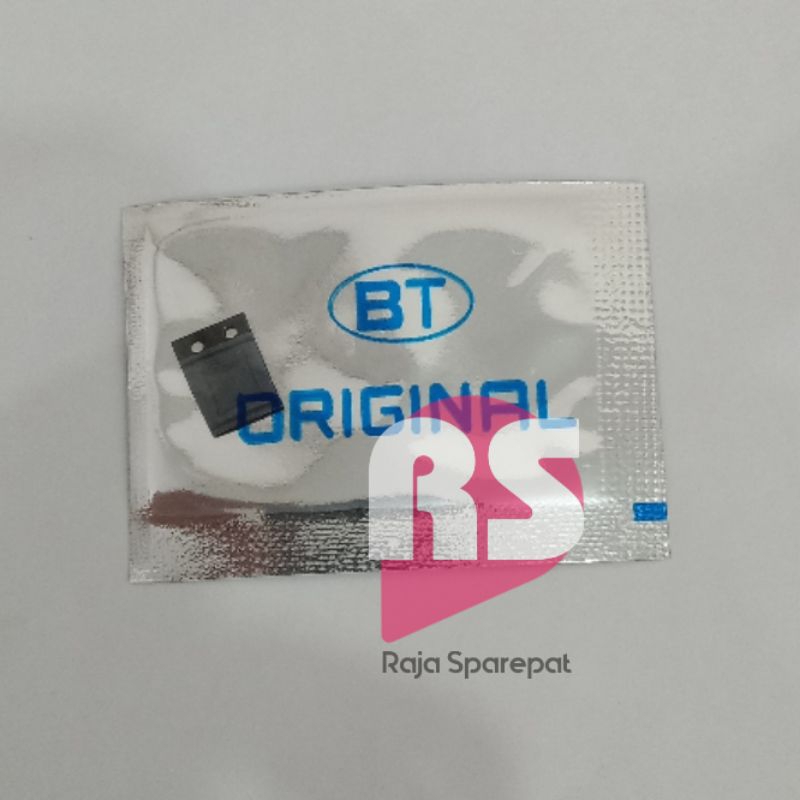 BT
ORIGINAL
RS
Raja Sparepat